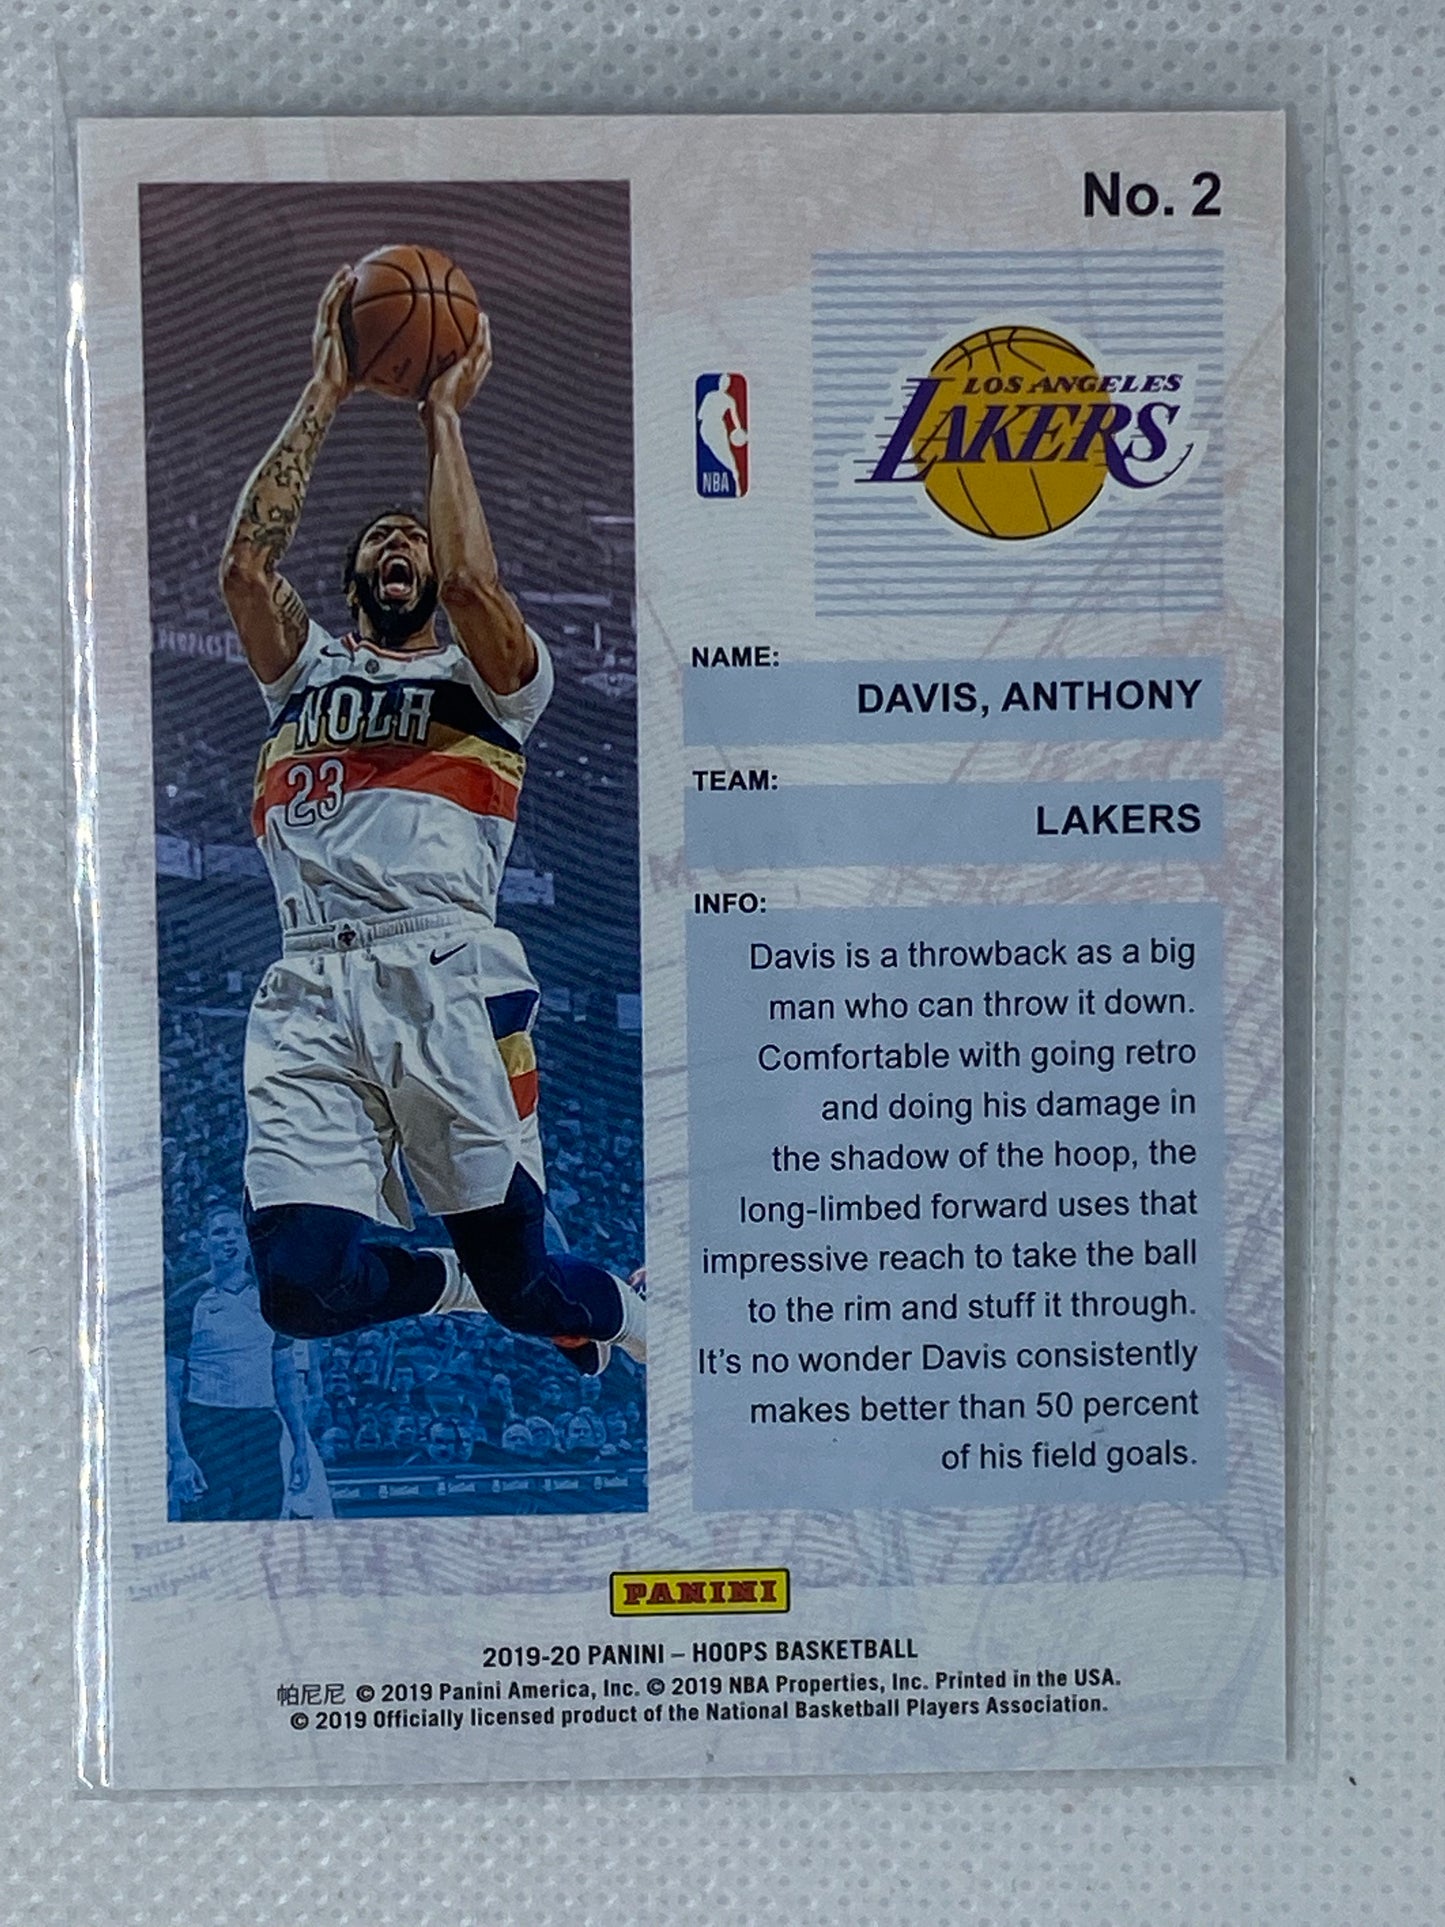 No. 2
LOS ANGELES
LAKERS
NBA
NOLA
23
NAME:
DAVIS, ANTHONY
TEAM:
LAKERS
INFO:
Davis is a throwback as a big
man who can throw it down.
Comfortable with going retro
and doing his damage in
the shadow of the hoop, the
long-limbed forward uses that
impressive reach to take the ball
to the rim and stuff it through.
It's no wonder Davis consistently
makes better than 50 percent
of his field goals.
PANINI
2019-20 PANINI – HOOPS BASKETBALL
帕尼尼 © 2019 Panini America, Inc. © 2019 NBA Properties, Inc. Printed in the USA.
© 2019 Officially licensed product of the National Basketball Players Association.